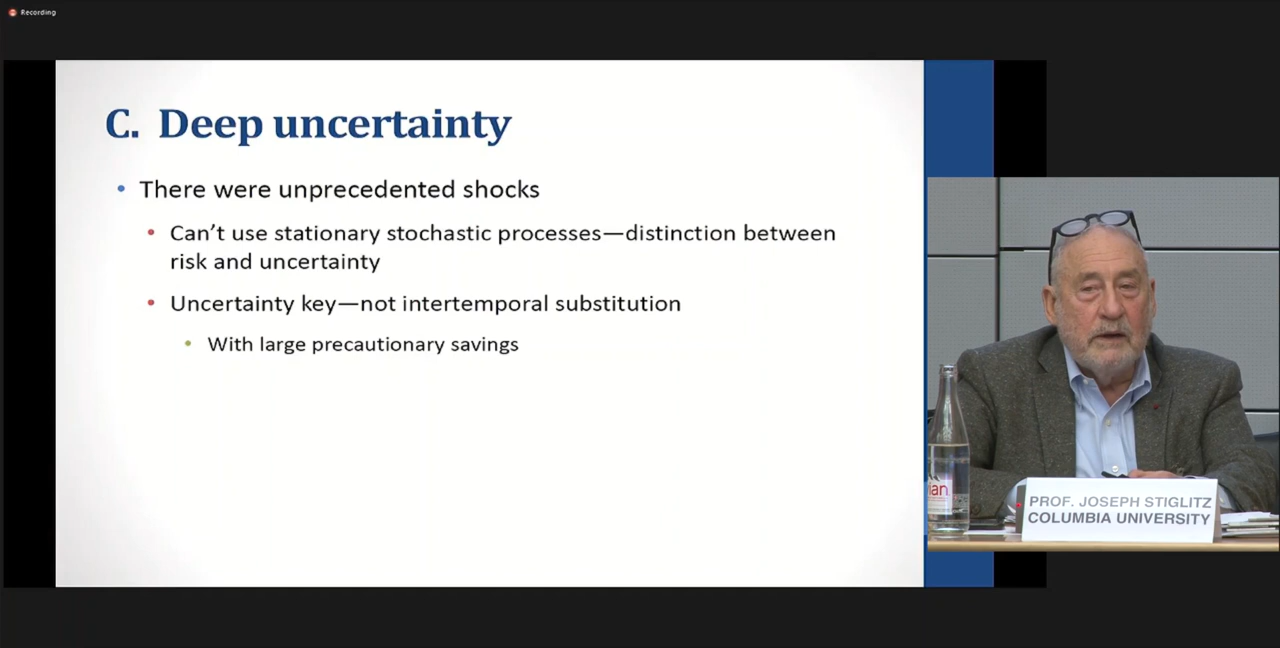 Recording
C. Deep uncertainty
• There were unprecedented shocks
• Can’t use stationary stochastic processes—distinction between
risk and uncertainty
• Uncertainty key—not intertemporal substitution
• With large precautionary savings
ian
PROF. JOSEPH STIGLITZ
COLUMBIA UNIVERSITY